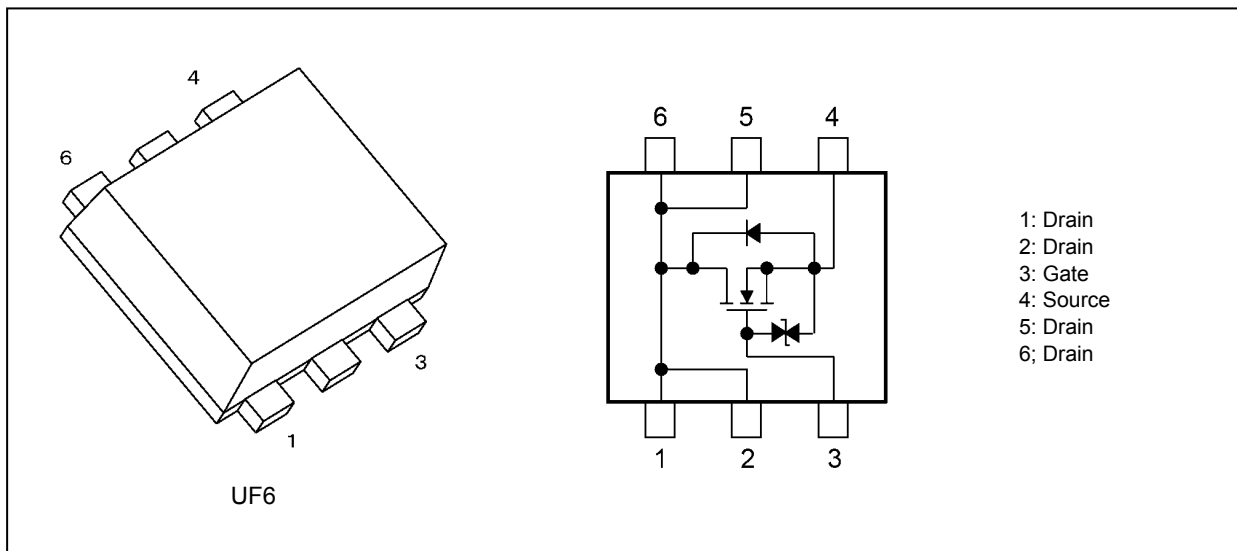 4
6
3
1
UF6
6 5 4
1 2 3
1: Drain
2: Drain
3: Gate
4: Source
5: Drain
6; Drain